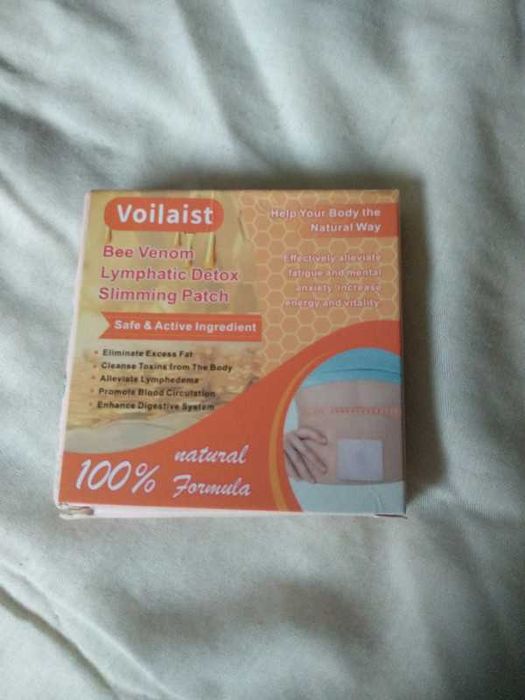 Voilaist
Bee Venom
Lymphatic Detox
Slimming Patch
Safe & Active Ingredient
• Eliminate Excess Fat
• Cleanse Toxins from The Body
• Alleviate Lymphedema
• Promote Blood Circulation
• Enhance Digestive System
100% natural
Formula
Help Your Body the
Natural Way
Effectively alleviate
fatigue and mental
anxiety, increase
energy and vitality.